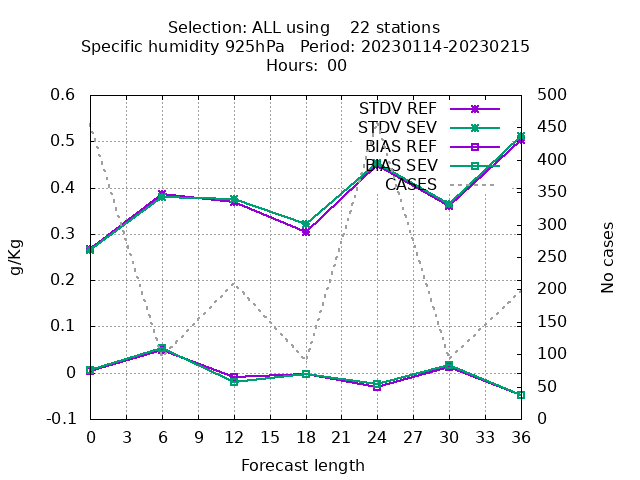 Selection: ALL using    22 stations
Specific humidity 925hPa   Period: 20230114-20230215
Hours: 00
STDV REF
STDV SEV
BIAS REF
BIAS SEV
CASES
0.6
0.5
0.4
0.3
0.2
0.1
0
-0.1
g/Kg
500
450
400
350
300
250
200
150
100
50
0
No cases
0 3 6 9 12 15 18 21 24 27 30 33 36
Forecast length